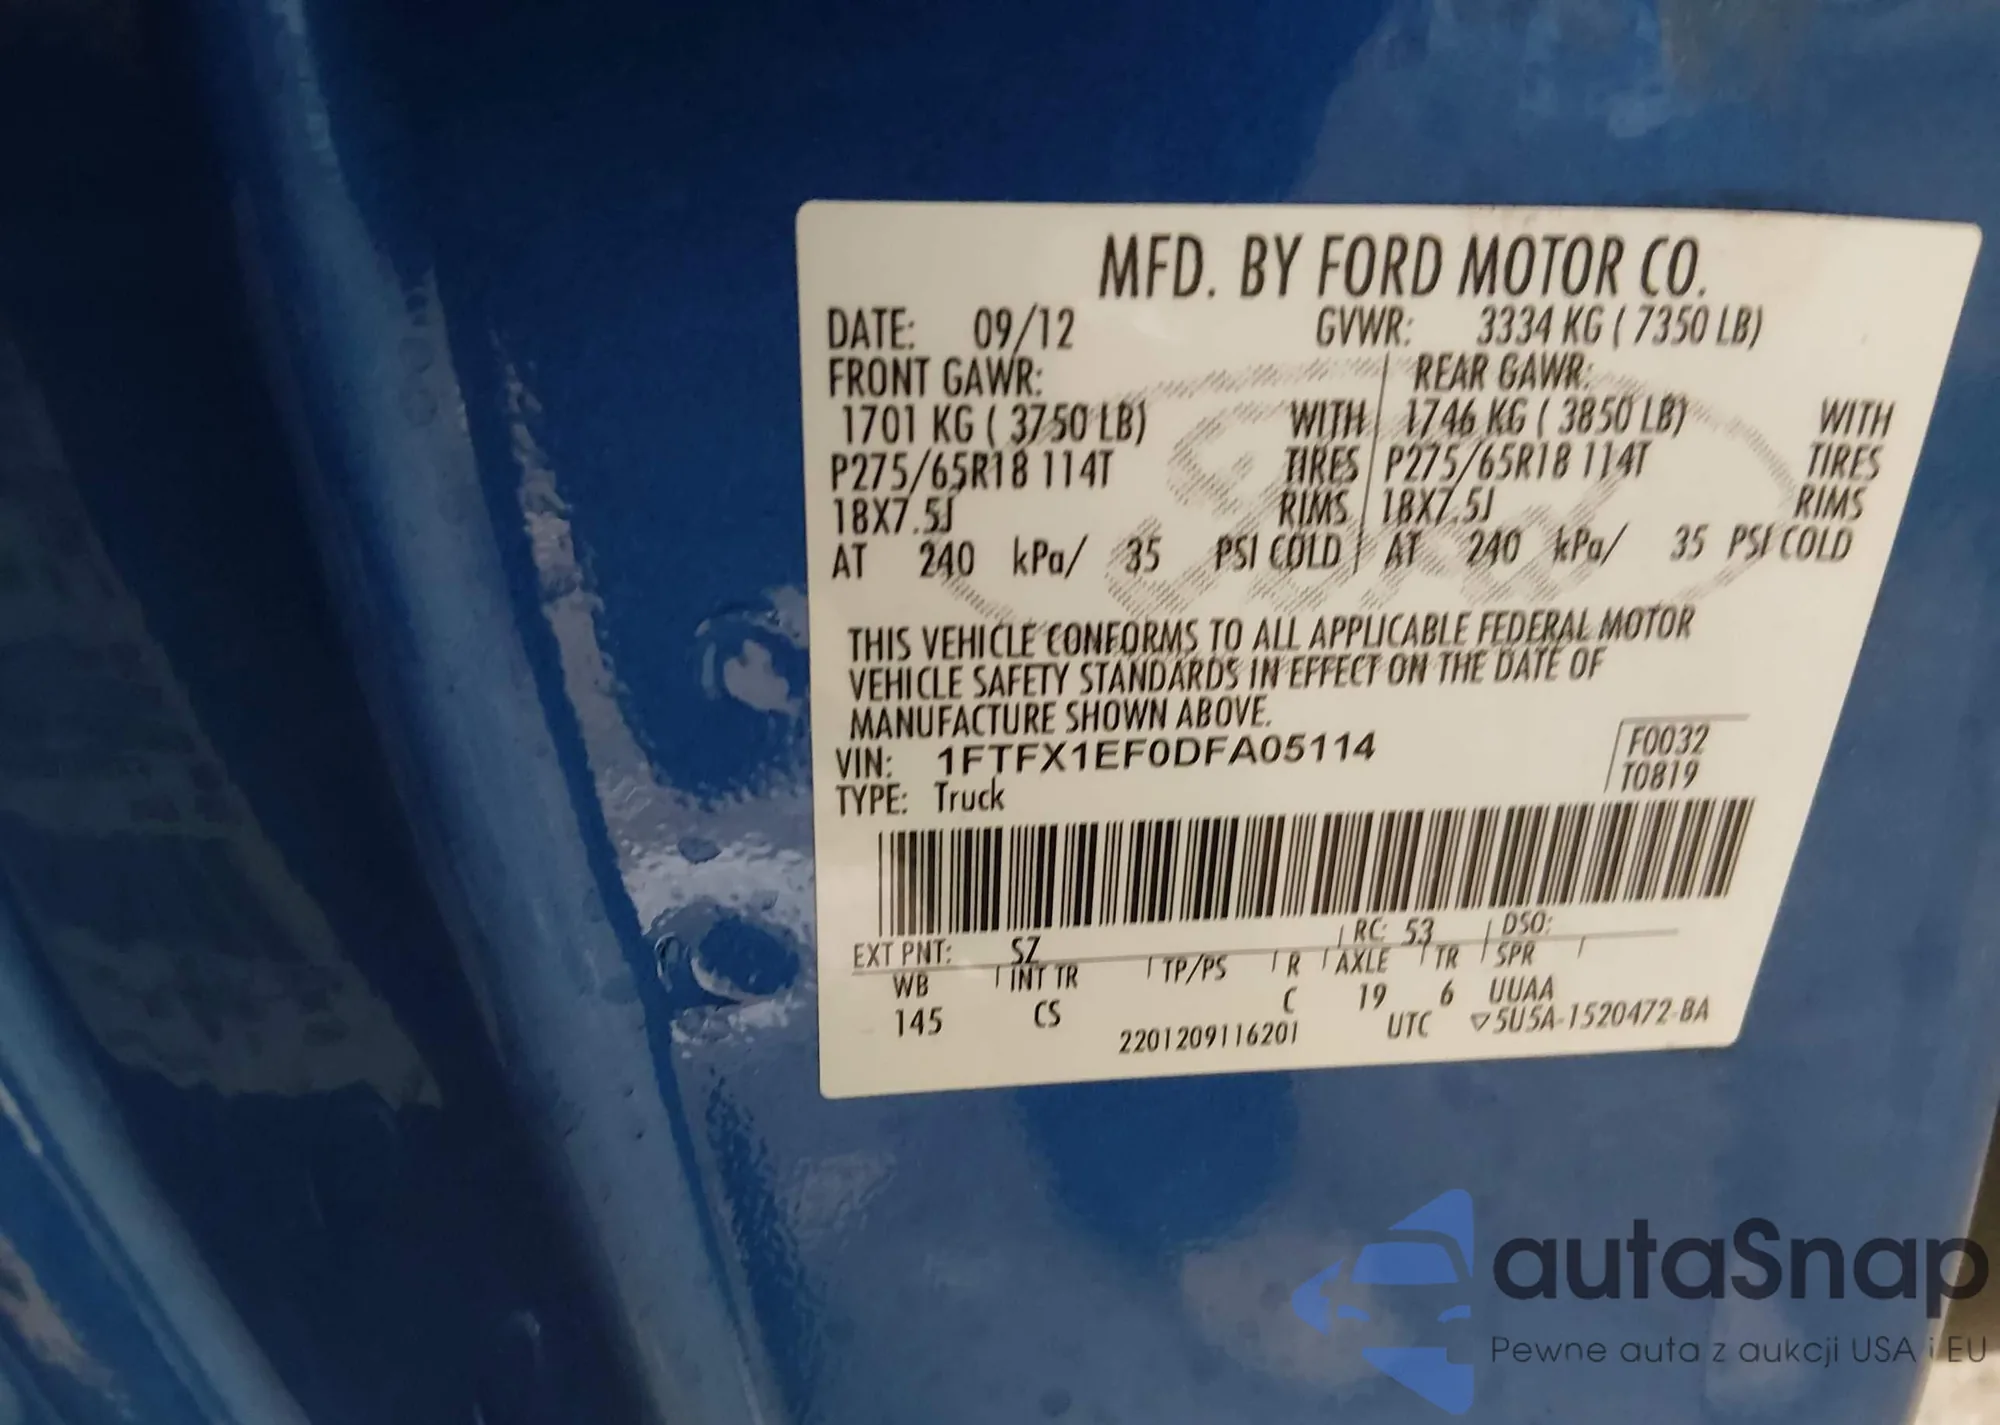 MFD. BY FORD MOTOR CO.
DATE: 09/12 GVWR: 3334 KG ( 7350 LB)
FRONT GAWR: REAR GAWR:
1701 KG ( 3750 LB) WITH 1746 KG ( 3850 LB) WITH
P275/65R18 114T TIRES P275/65R18 114T TIRES
18X7.5J RIMS 18X7.5J RIMS
AT 240 kPa/ 35 PSI COLD AT 240 kPa/ 35 PSI COLD
THIS VEHICLE CONFORMS TO ALL APPLICABLE FEDERAL MOTOR
VEHICLE SAFETY STANDARDS IN EFFECT ON THE DATE OF
MANUFACTURE SHOWN ABOVE.
VIN: 1FTFX1EF0DFA05114 F0032
TYPE: Truck T0819
EXT PNT: SZ RC: 53 DSO:
WB INT TR TP/PS R AXLE TR SPR
145 CS C 19 6 UUAA
2201209116201 UTC ▽5U5A-1520472-BA
autaSnap
Pewne auta z aukcji USA i EU